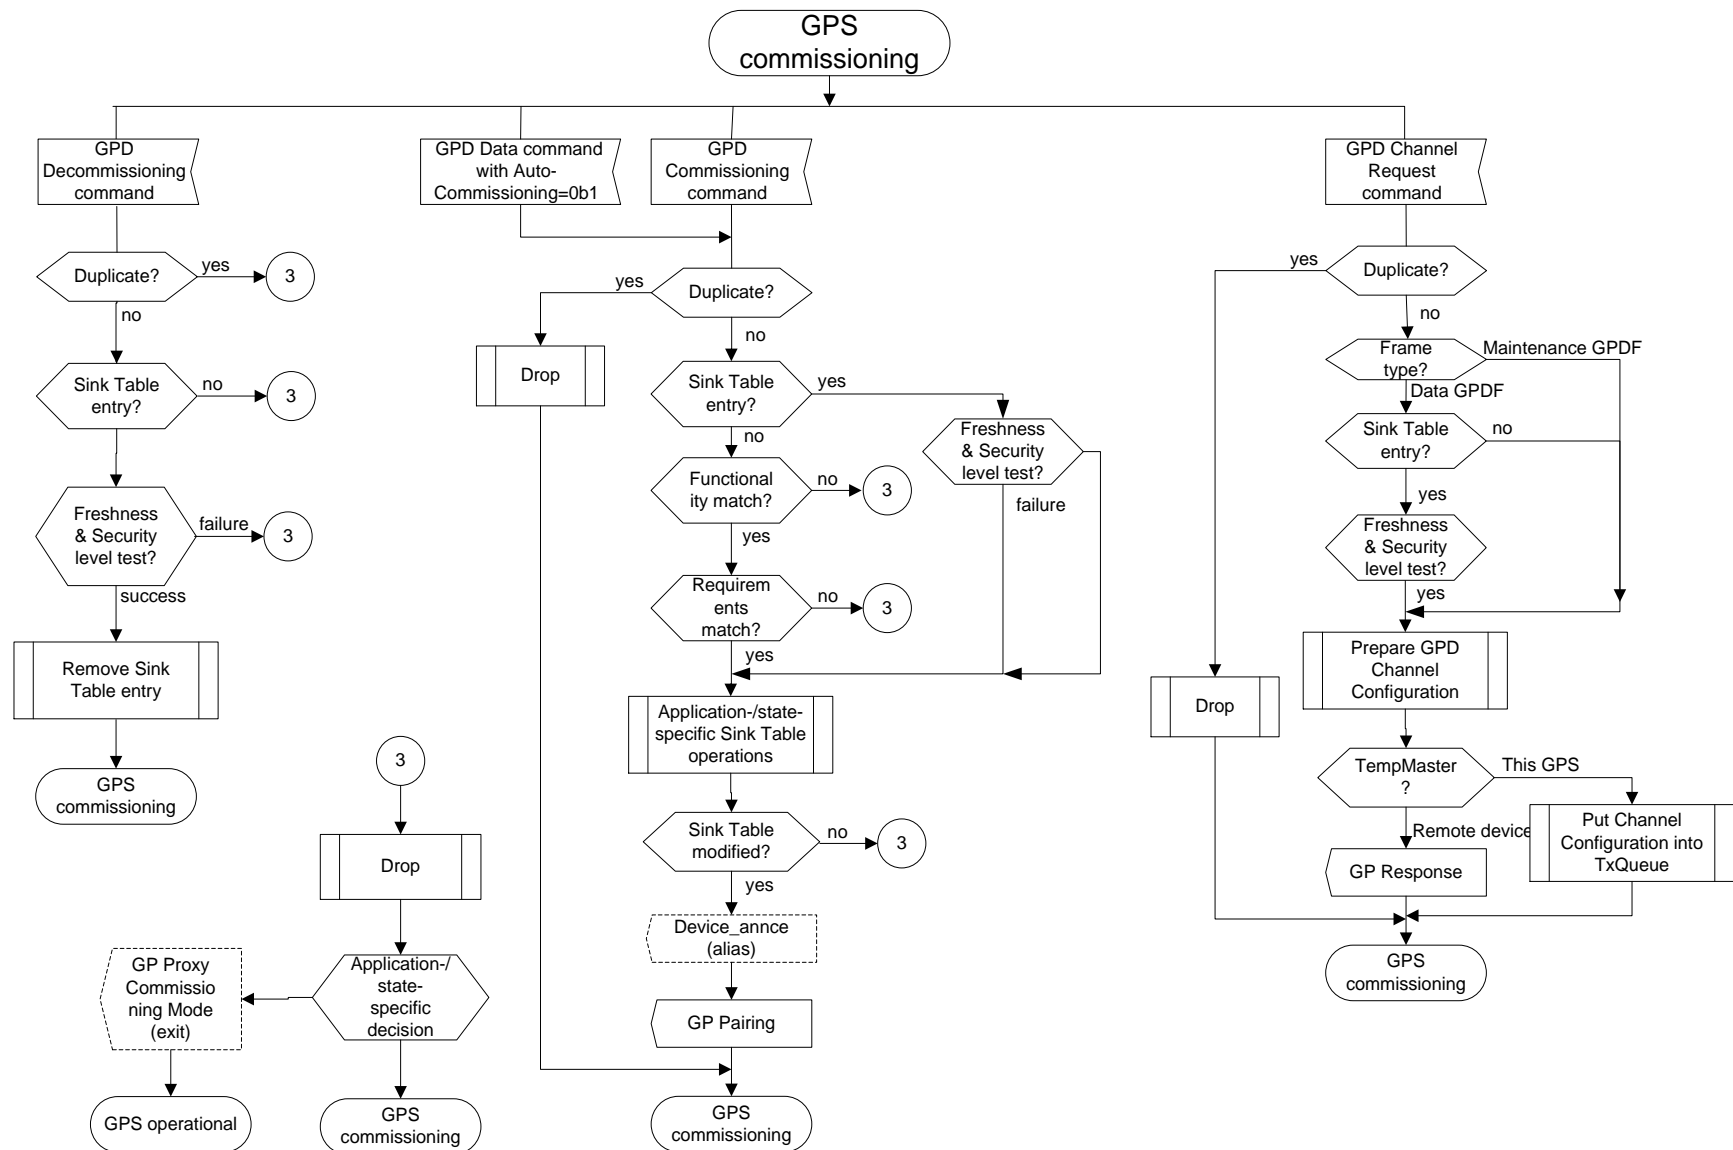 GPS
commissioning
GPD
Decommissioning
command
Duplicate?
yes
3
no
Sink Table
entry?
no
3
Freshness
& Security
level test?
failure
3
success
Remove Sink
Table entry
GPS
commissioning
3
Drop
Application-/
state-
specific
decision
GP Proxy
Commissio
ning Mode
(exit)
GPS operational
GPS
commissioning
GPD Data command
with Auto-
Commissioning=0b1
GPD
Commissioning
command
Duplicate?
yes
Drop
no
Sink Table
entry?
yes
Freshness
& Security
level test?
failure
no
Functional
ity match?
no
3
yes
Requirem
ents
match?
no
3
yes
Application-/state-
specific Sink Table
operations
Sink Table
modified?
no
3
yes
Device_annce
(alias)
GP Pairing
GPS
commissioning
GPD Channel
Request
command
yes
Duplicate?
no
Frame
type?
Maintenance GPDF
Data GPDF
Sink Table
entry?
no
yes
Freshness
& Security
level test?
yes
Prepare GPD
Channel
Configuration
Drop
TempMaster
?
This GPS
Remote device
Put Channel
Configuration into
TxQueue
GP Response
GPS
commissioning